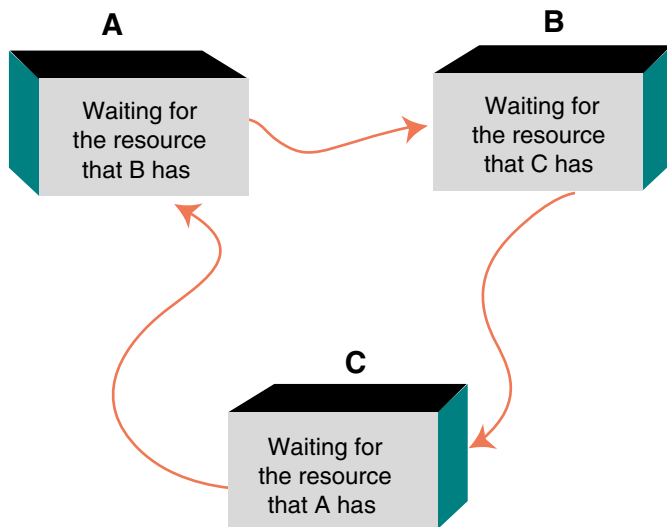 A
Waiting for
the resource
that B has
B
Waiting for
the resource
that C has
C
Waiting for
the resource
that A has